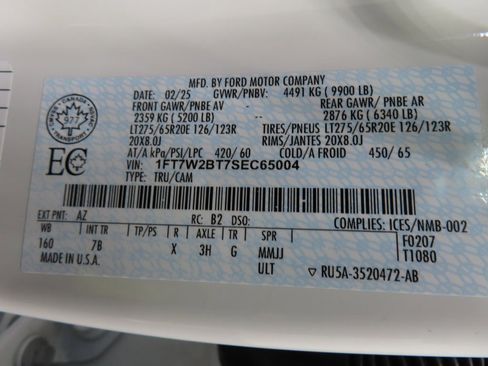 MFD. BY FORD MOTOR COMPANY
DATE: 02/25 GVWR/PNBV: 4491 KG ( 9900 LB)
FRONT GAWR/PNBE AV REAR GAWR/ PNBE AR
2359 KG ( 5200 LB) 2876 KG ( 6340 LB)
LT275/65R20E 126/123R TIRES/PNEUS LT275/65R20E 126/123R
20X8.0J RIMS/JANTES 20X8.0J
AT/A kPa/PSI/LPC 420/ 60 COLD/A FROID 450/ 65
VIN: 1FT7W2BT7SEC65004
TYPE: TRU/CAM
CANADA
577
EC
EXT PNT: AZ RC: B2 DSO: COMPLIES: ICES/NMB-002
WB TP/PS R AXLE TR SPR F0207
160 7B X 3H G MMJJ T1080
MADE IN U.S.A. ULT RU5A-3520472-AB